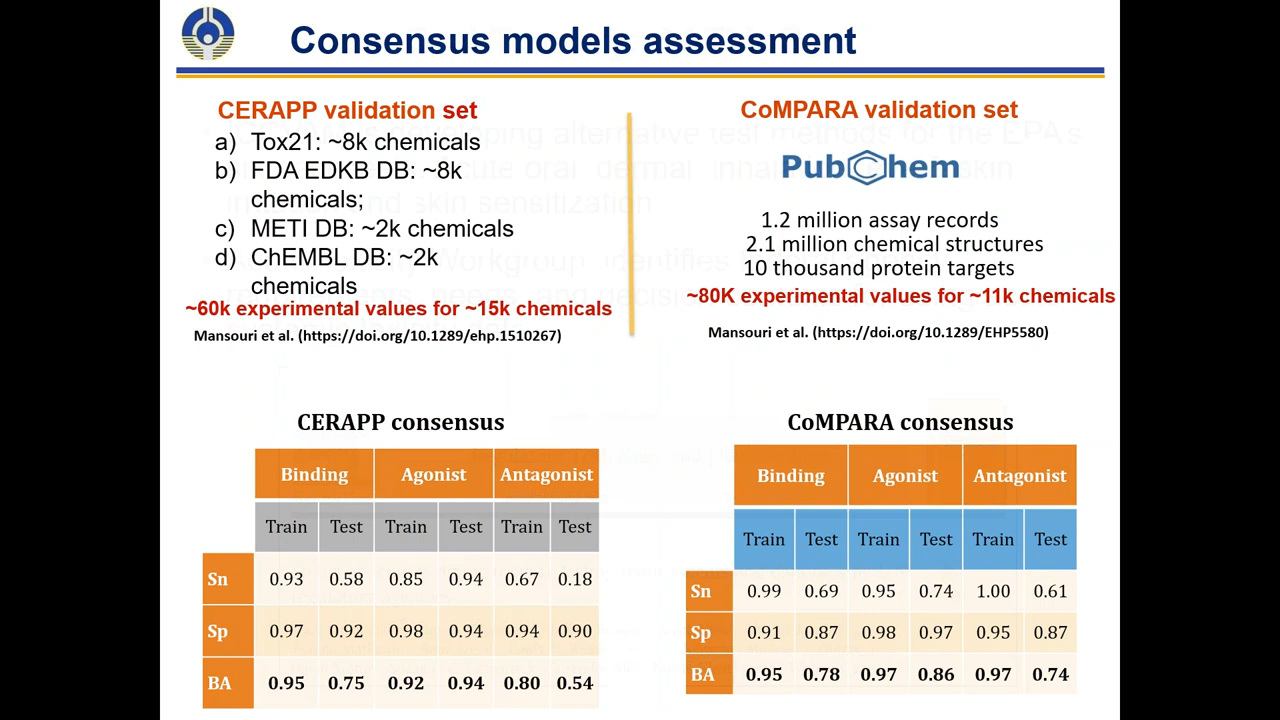 Consensus models assessment
CERAPP validation set
a) Tox21: ~8k chemicals
b) FDA EDKB DB: ~8k
chemicals;
c) METI DB: ~2k chemicals
d) ChEMBL DB: ~2k
chemicals
~60k experimental values for ~15k chemicals
Mansouri et al. (https://doi.org/10.1289/ehp.1510267)
CoMPARA validation set
PubChem
1.2 million assay records
2.1 million chemical structures
10 thousand protein targets
~80K experimental values for ~11k chemicals
Mansouri et al. (https://doi.org/10.1289/EHP5580)
CERAPP consensus
Binding Agonist Antagonist
Train Test Train Test Train Test
Sn 0.93 0.58 0.85 0.94 0.67 0.18
Sp 0.97 0.92 0.98 0.94 0.94 0.90
BA 0.95 0.75 0.92 0.94 0.80 0.54
CoMPARA consensus
Binding Agonist Antagonist
Train Test Train Test Train Test
Sn 0.99 0.69 0.95 0.74 1.00 0.61
Sp 0.91 0.87 0.98 0.97 0.95 0.87
BA 0.95 0.78 0.97 0.86 0.97 0.74